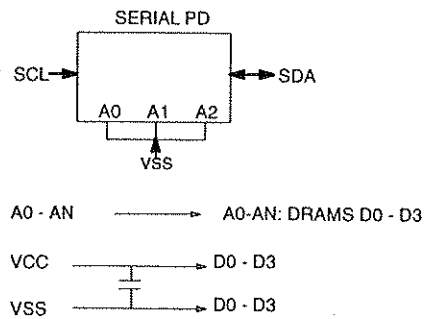 SERIAL PD
SCL SDA
A0 A1 A2
VSS
A0 - AN A0-AN: DRAMS D0 - D3
VCC D0 - D3
VSS D0 - D3